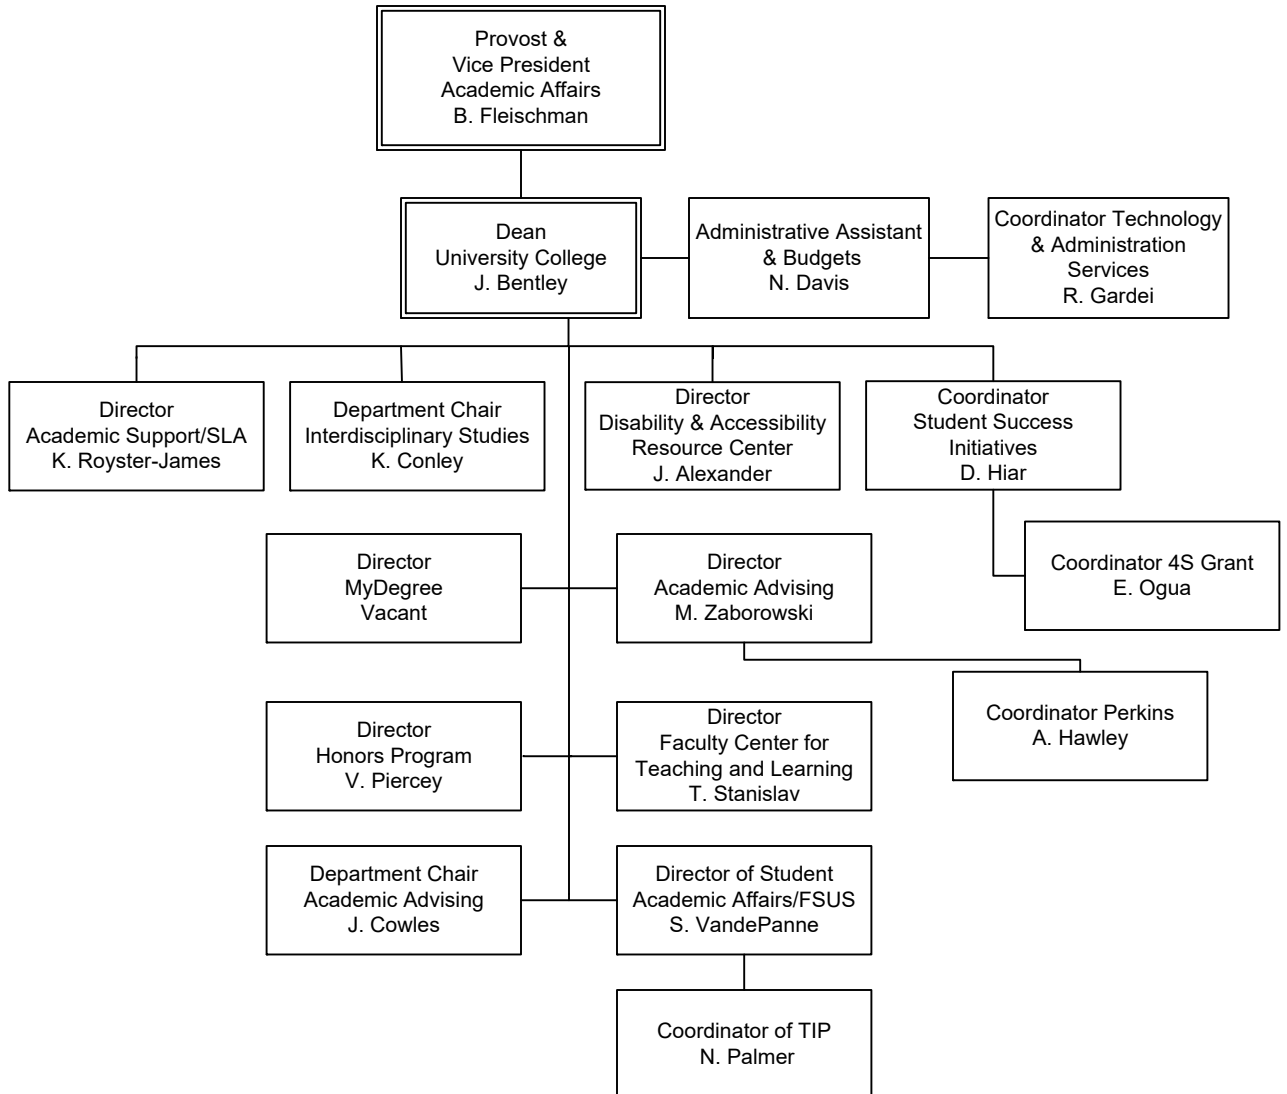 Provost &
Vice President
Academic Affairs
B. Fleischman
Dean
University College
J. Bentley
Administrative Assistant
& Budgets
N. Davis
Coordinator Technology
& Administration
Services
R. Gardei
Director
Academic Support/SLA
K. Royster-James
Department Chair
Interdisciplinary Studies
K. Conley
Director
Disability & Accessibility
Resource Center
J. Alexander
Coordinator
Student Success
Initiatives
D. Hiar
Coordinator 4S Grant
E. Ogua
Director
MyDegree
Vacant
Director
Academic Advising
M. Zaborowski
Coordinator Perkins
A. Hawley
Director
Honors Program
V. Piercey
Director
Faculty Center for
Teaching and Learning
T. Stanislav
Department Chair
Academic Advising
J. Cowles
Director of Student
Academic Affairs/FSUS
S. VandePanne
Coordinator of TIP
N. Palmer